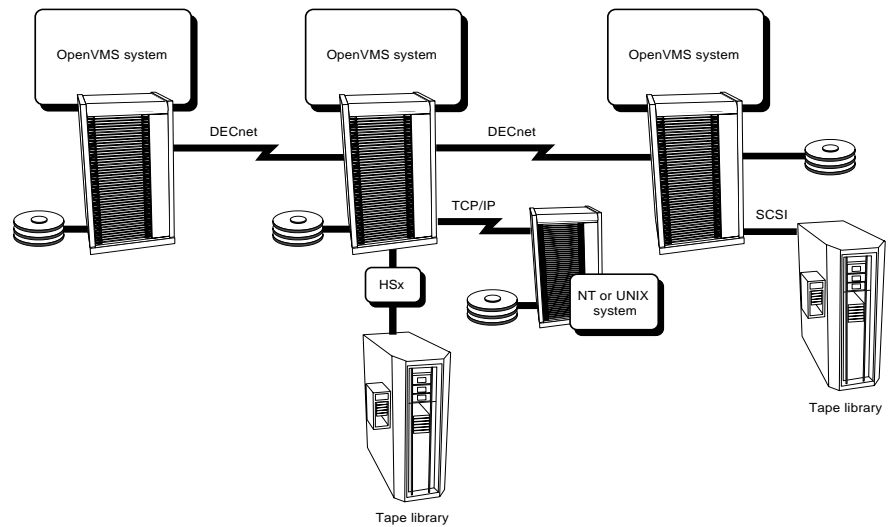 OpenVMS system
OpenVMS system
OpenVMS system
DECnet
DECnet
TCP/IP
SCSI
HSx
NT or UNIX
system
Tape library
Tape library